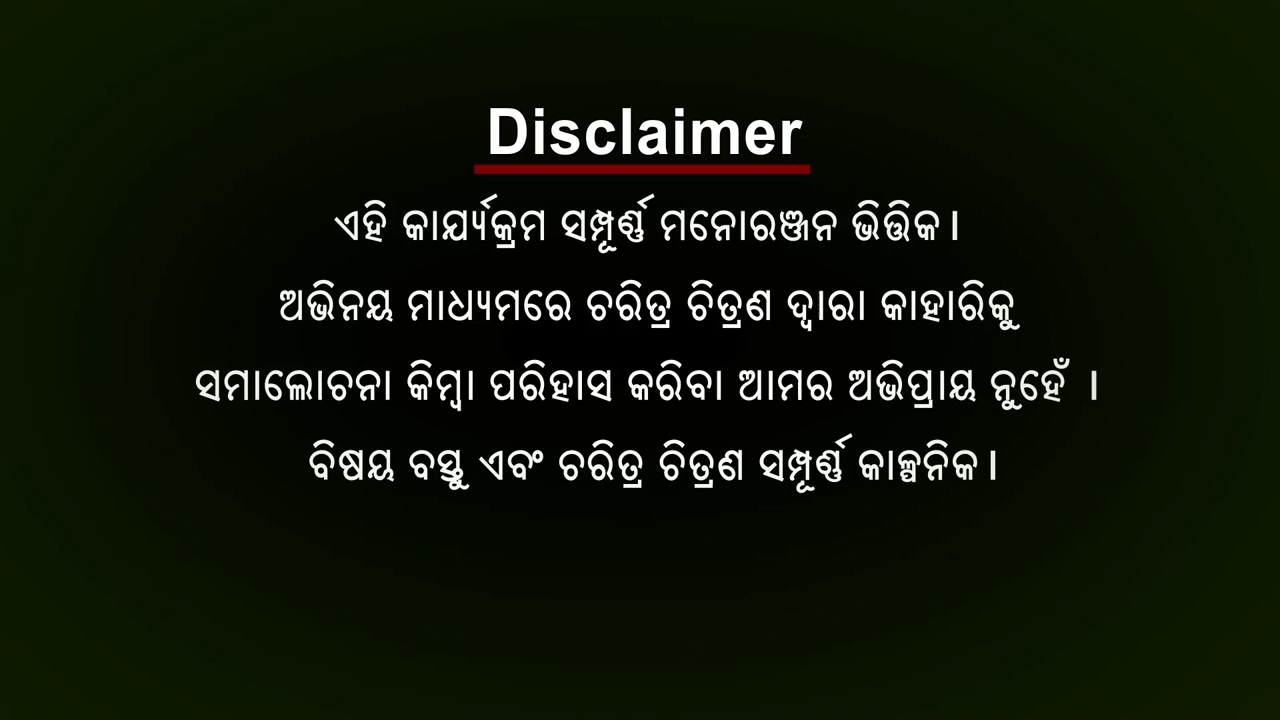 Disclaimer
ଏହି କାର୍ଯ୍ୟକ୍ରମ ସମ୍ପୂର୍ଣ୍ଣ ମନୋରଞ୍ଜନ ଭିତ୍ତିକ।
ଅଭିନୟ ମାଧ୍ୟମରେ ଚରିତ୍ର ଚିତ୍ରଣ ଦ୍ୱାରା କାହାରିକୁ
ସମାଲୋଚନା କିମ୍ବା ପରିହାସ କରିବା ଆମର ଅଭିପ୍ରାୟ ନୁହେଁ ।
ବିଷୟ ବସ୍ତୁ ଏବଂ ଚରିତ୍ର ଚିତ୍ରଣ ସମ୍ପୂର୍ଣ୍ଣ କାଳ୍ପନିକ।